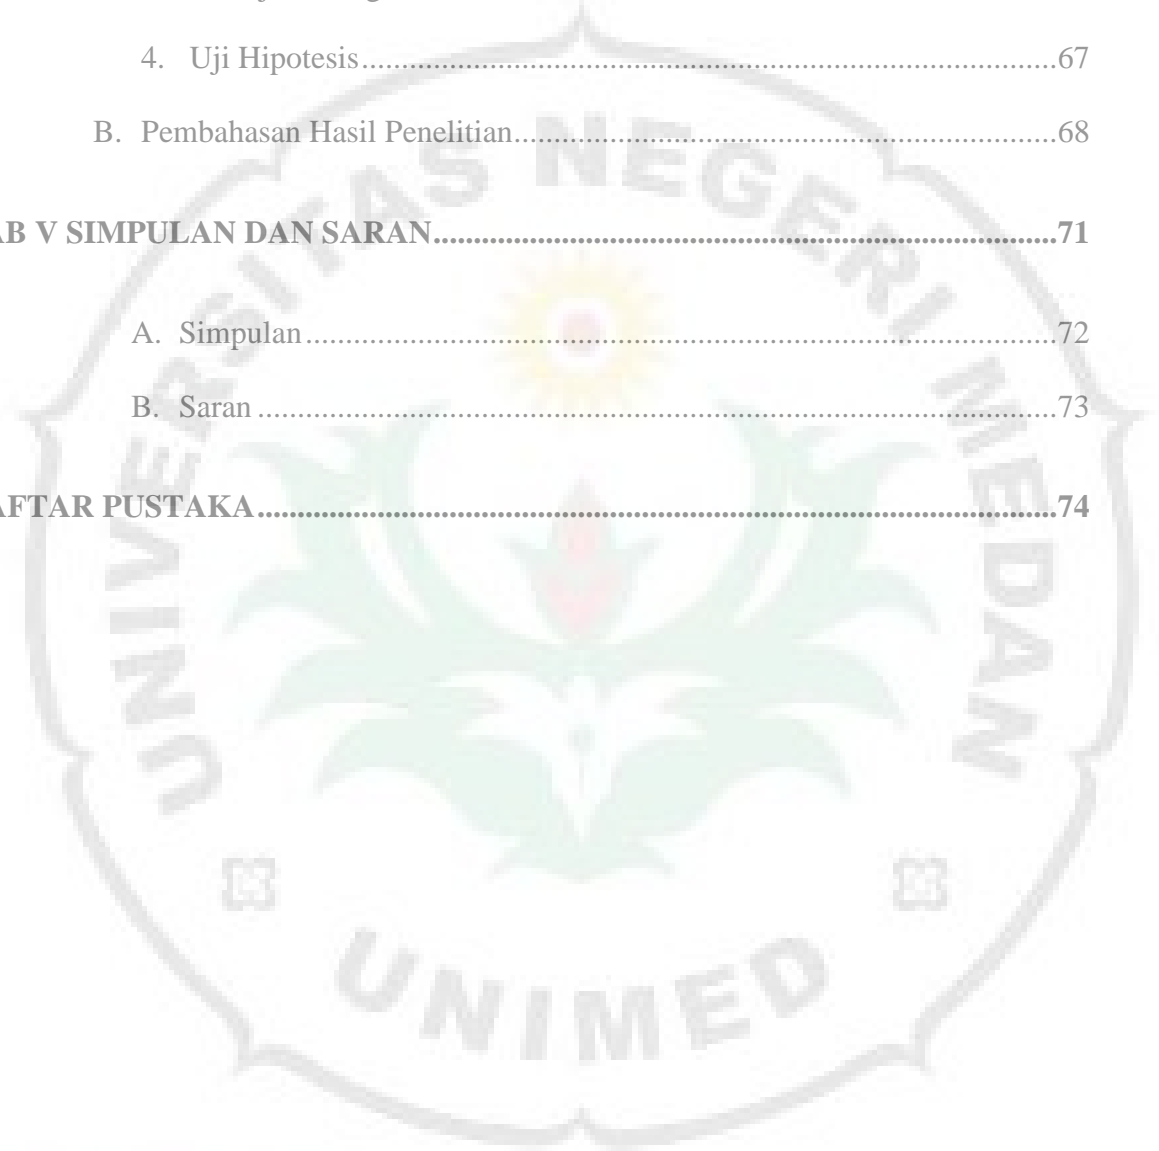 4. Uji Hipotesis....................................................................................67
B. Pembahasan Hasil Penelitian..................................................................68
AB V SIMPULAN DAN SARAN...........................................................................71
A. Simpulan...........................................................................................72
B. Saran................................................................................................73
AFTAR PUSTAKA................................................................................................74
UNIVERSITAS NEGERI MEDAN
UNIMED